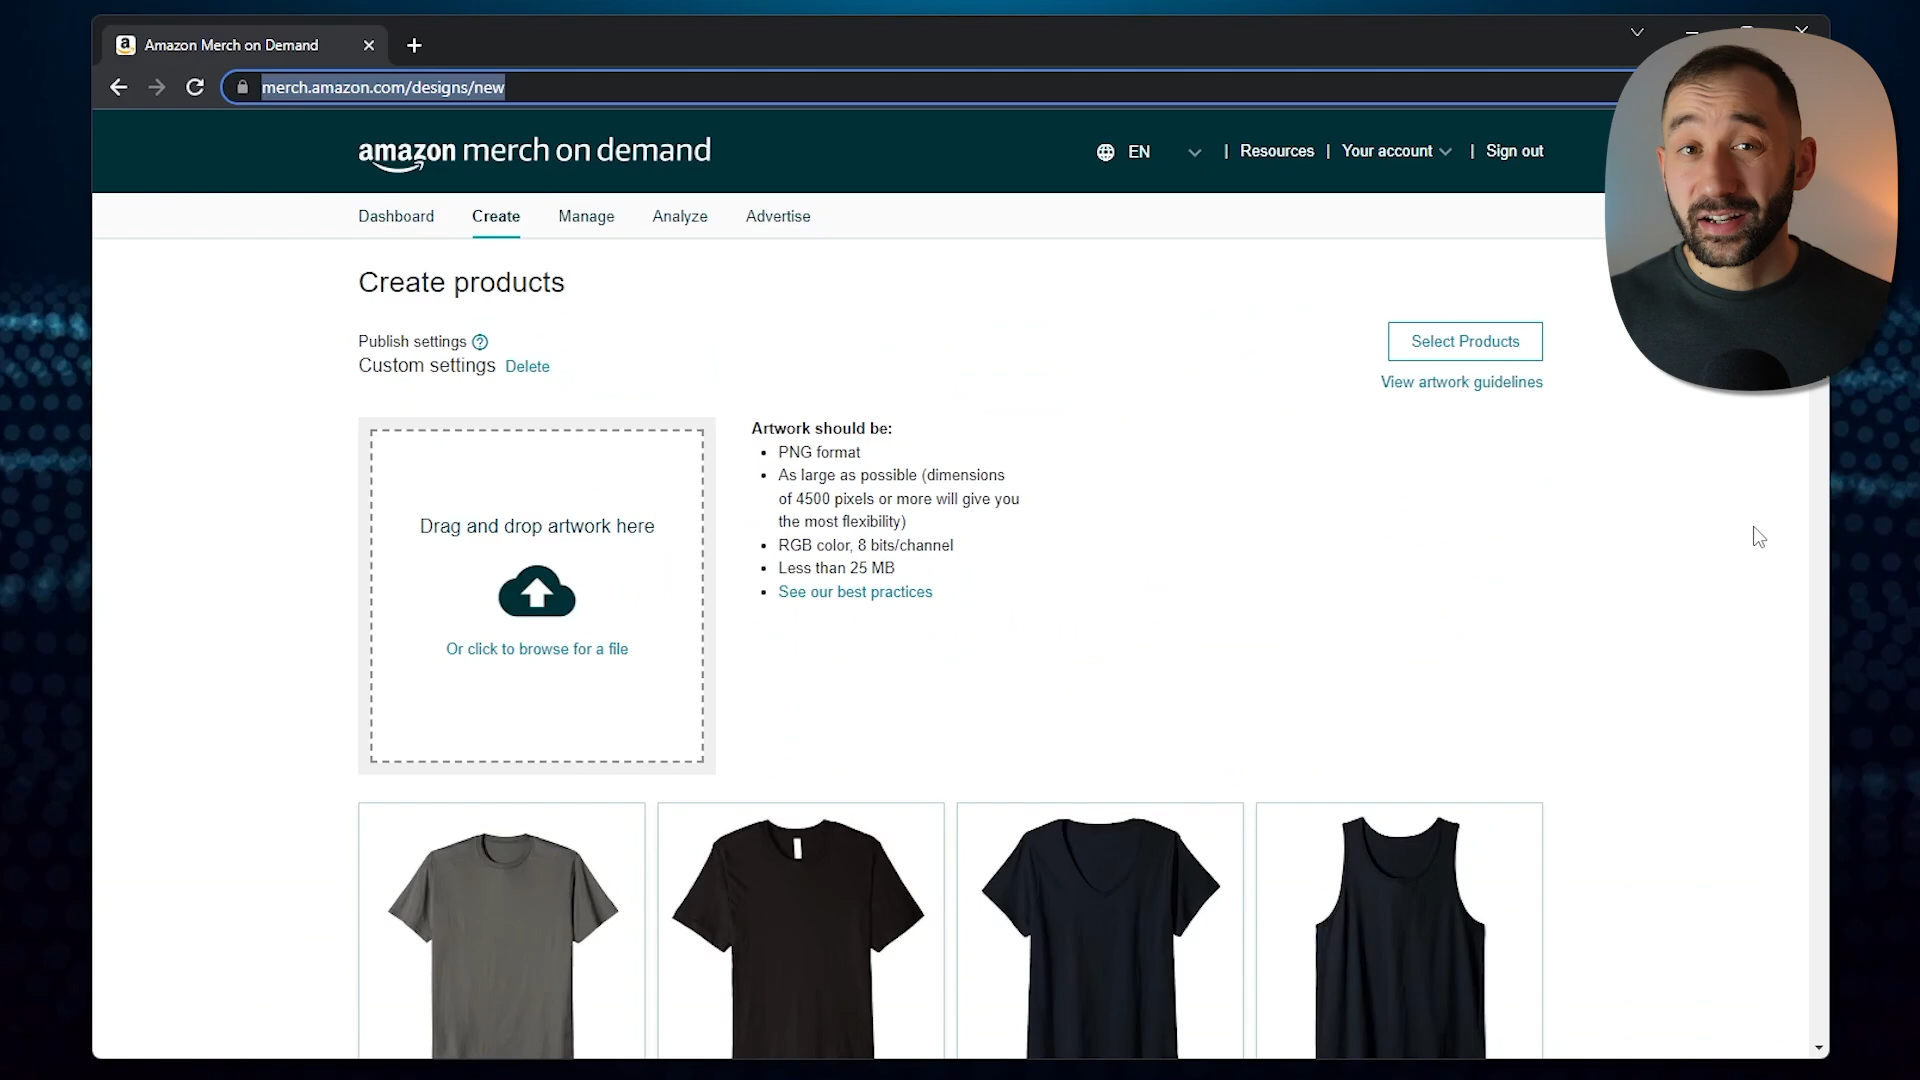 Amazon Merch on Demand
merch.amazon.com/designs/new
amazon merch on demand
EN
Resources
Your account
Sign out
Dashboard
Create
Manage
Analyze
Advertise
Create products
Publish settings
Custom settings Delete
Select Products
View artwork guidelines
Drag and drop artwork here
Or click to browse for a file
Artwork should be:
PNG format
As large as possible (dimensions
of 4500 pixels or more will give you
the most flexibility)
RGB color, 8 bits/channel
Less than 25 MB
See our best practices